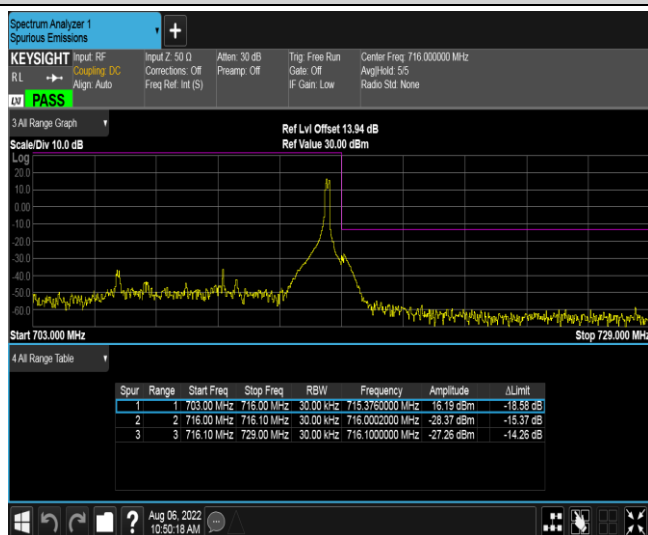 Spectrum Analyzer 1
Spurious Emissions
KEYSIGHT Input: RF Input Z: 50 Ω Atten: 30 dB Trig: Free Run Center Freq: 716.000000 MHz
RL Coupling: DC Corrections: Off Preamp: Off Gate: Off Avg|Hold: 5/5
Align: Auto Freq Ref: Int (S) IF Gain: Low Radio Std: None
LXI PASS
3 All Range Graph
Ref Lvl Offset 13.94 dB
Scale/Div 10.0 dB Ref Value 30.00 dBm
Log
20.0
10.0
0.00
-10.0
-20.0
-30.0
-40.0
-50.0
-60.0
Start 703.000 MHz Stop 729.000 MHz
4 All Range Table
Spur Range Start Freq Stop Freq RBW Frequency Amplitude ΔLimit
1 1 703.00 MHz 716.00 MHz 30.00 kHz 715.3760000 MHz 16.19 dBm -18.58 dB
2 2 716.00 MHz 716.10 MHz 30.00 kHz 716.0002000 MHz -28.37 dBm -15.37 dB
3 3 716.10 MHz 729.00 MHz 30.00 kHz 716.1000000 MHz -27.26 dBm -14.26 dB
? Aug 06, 2022
10:50:18 AM